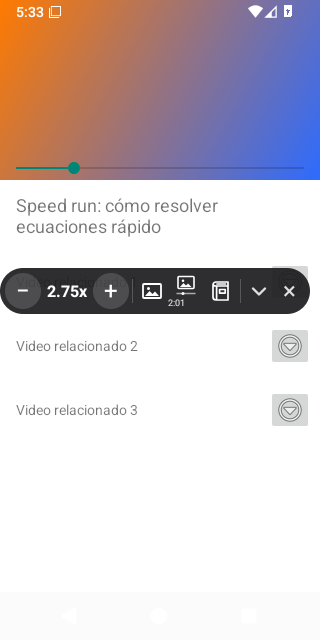 5:33
Speed run: cómo resolver
ecuaciones rápido
2.75x
2:01
Video relacionado 2
Video relacionado 3